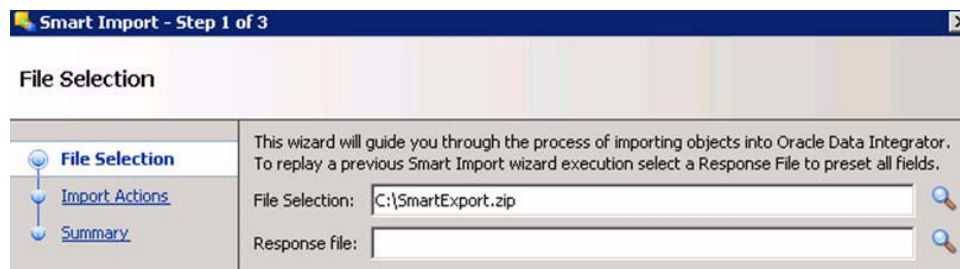 Smart Import - Step 1 of 3
File Selection
File Selection
Import Actions
Summary
This wizard will guide you through the process of importing objects into Oracle Data Integrator.
To replay a previous Smart Import wizard execution select a Response File to preset all fields.
File Selection: C:\SmartExport.zip
Response file: